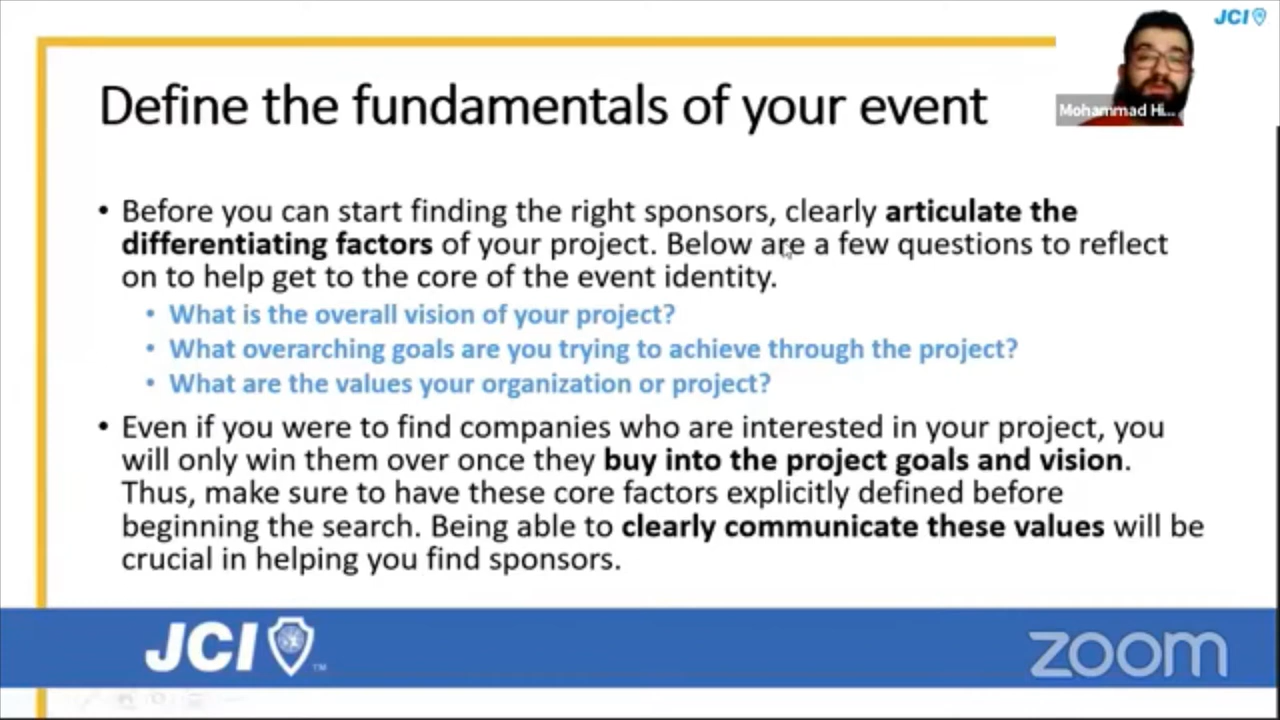 JCI
Define the fundamentals of your event
Mohammad Hi...
• Before you can start finding the right sponsors, clearly articulate the
differentiating factors of your project. Below are a few questions to reflect
on to help get to the core of the event identity.
• What is the overall vision of your project?
• What overarching goals are you trying to achieve through the project?
• What are the values your organization or project?
• Even if you were to find companies who are interested in your project, you
will only win them over once they buy into the project goals and vision.
Thus, make sure to have these core factors explicitly defined before
beginning the search. Being able to clearly communicate these values will be
crucial in helping you find sponsors.
JCI ™
zoom